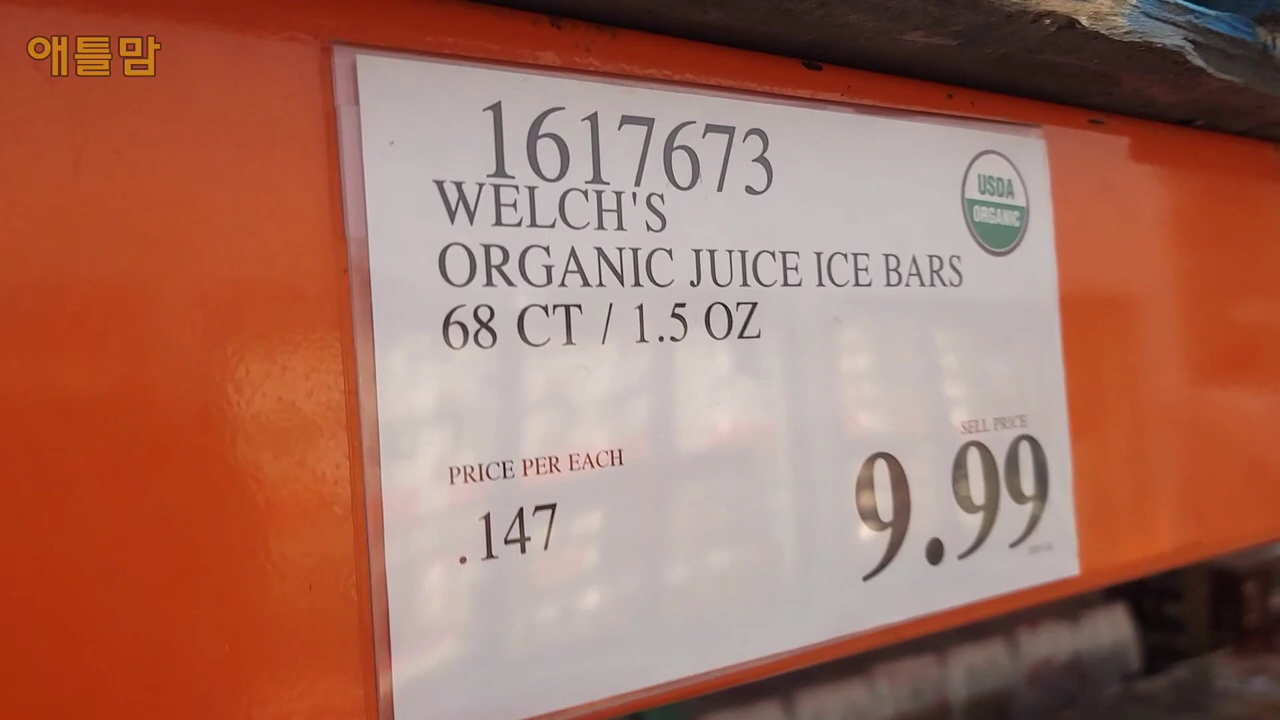 애틀맘
1617673
WELCH'S
ORGANIC JUICE ICE BARS
68 CT / 1.5 OZ
USDA
ORGANIC
PRICE PER EACH
.147
SELL PRICE
9.99